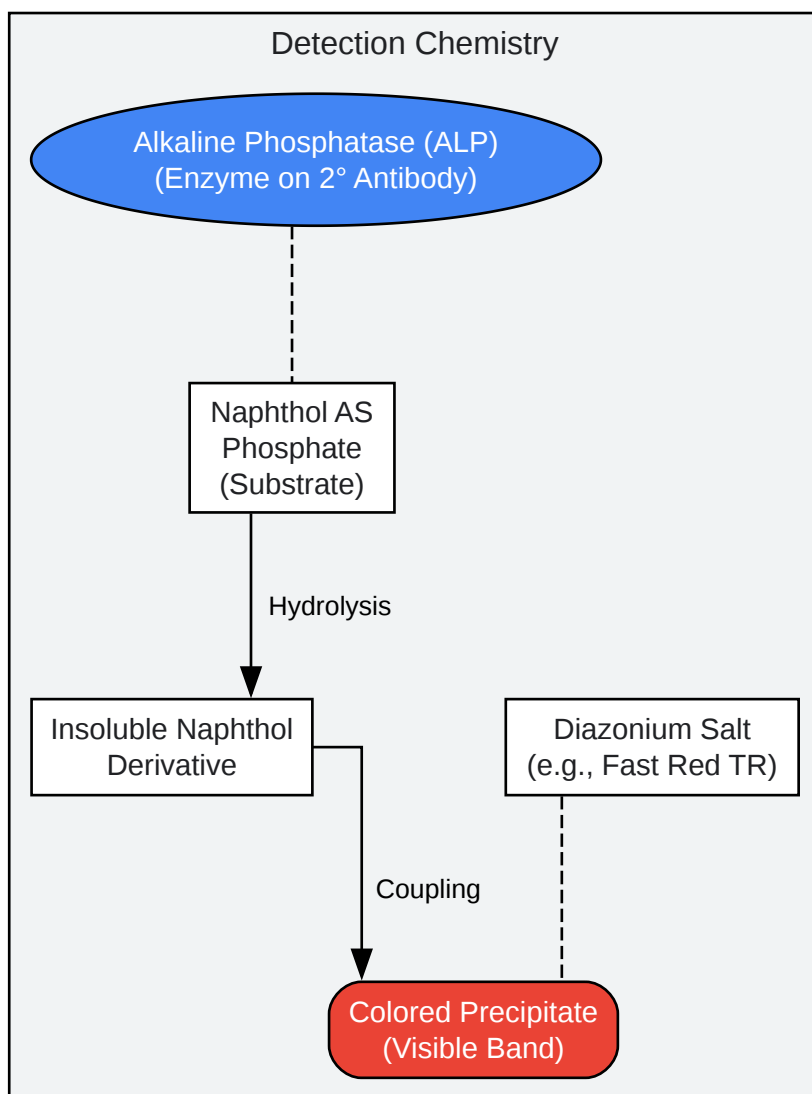 Detection Chemistry
Alkaline Phosphatase (ALP)
(Enzyme on 2° Antibody)
Naphthol AS
Phosphate
(Substrate)
Hydrolysis
Insoluble Naphthol
Derivative
Diazonium Salt
(e.g., Fast Red TR)
Coupling
Colored Precipitate
(Visible Band)